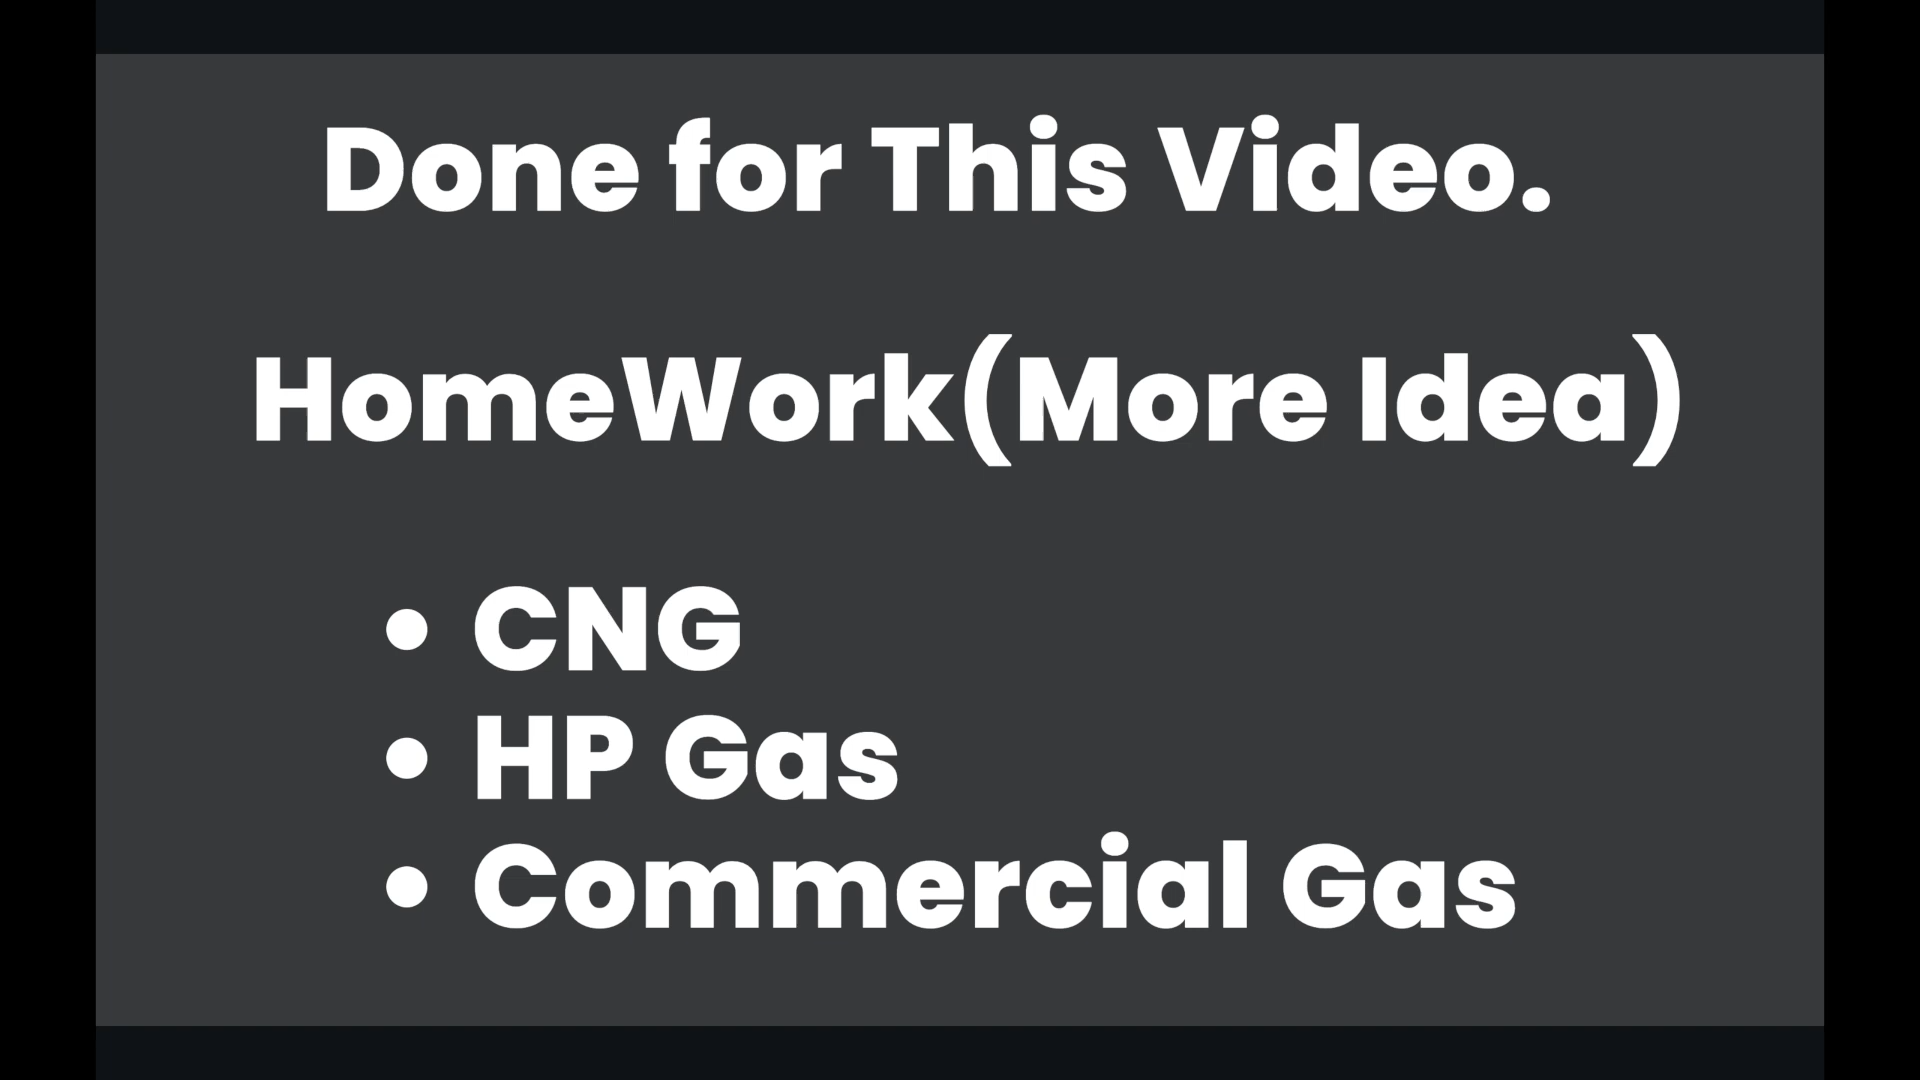 Done for This Video.
HomeWork(More Idea)
• CNG
• HP Gas
• Commercial Gas